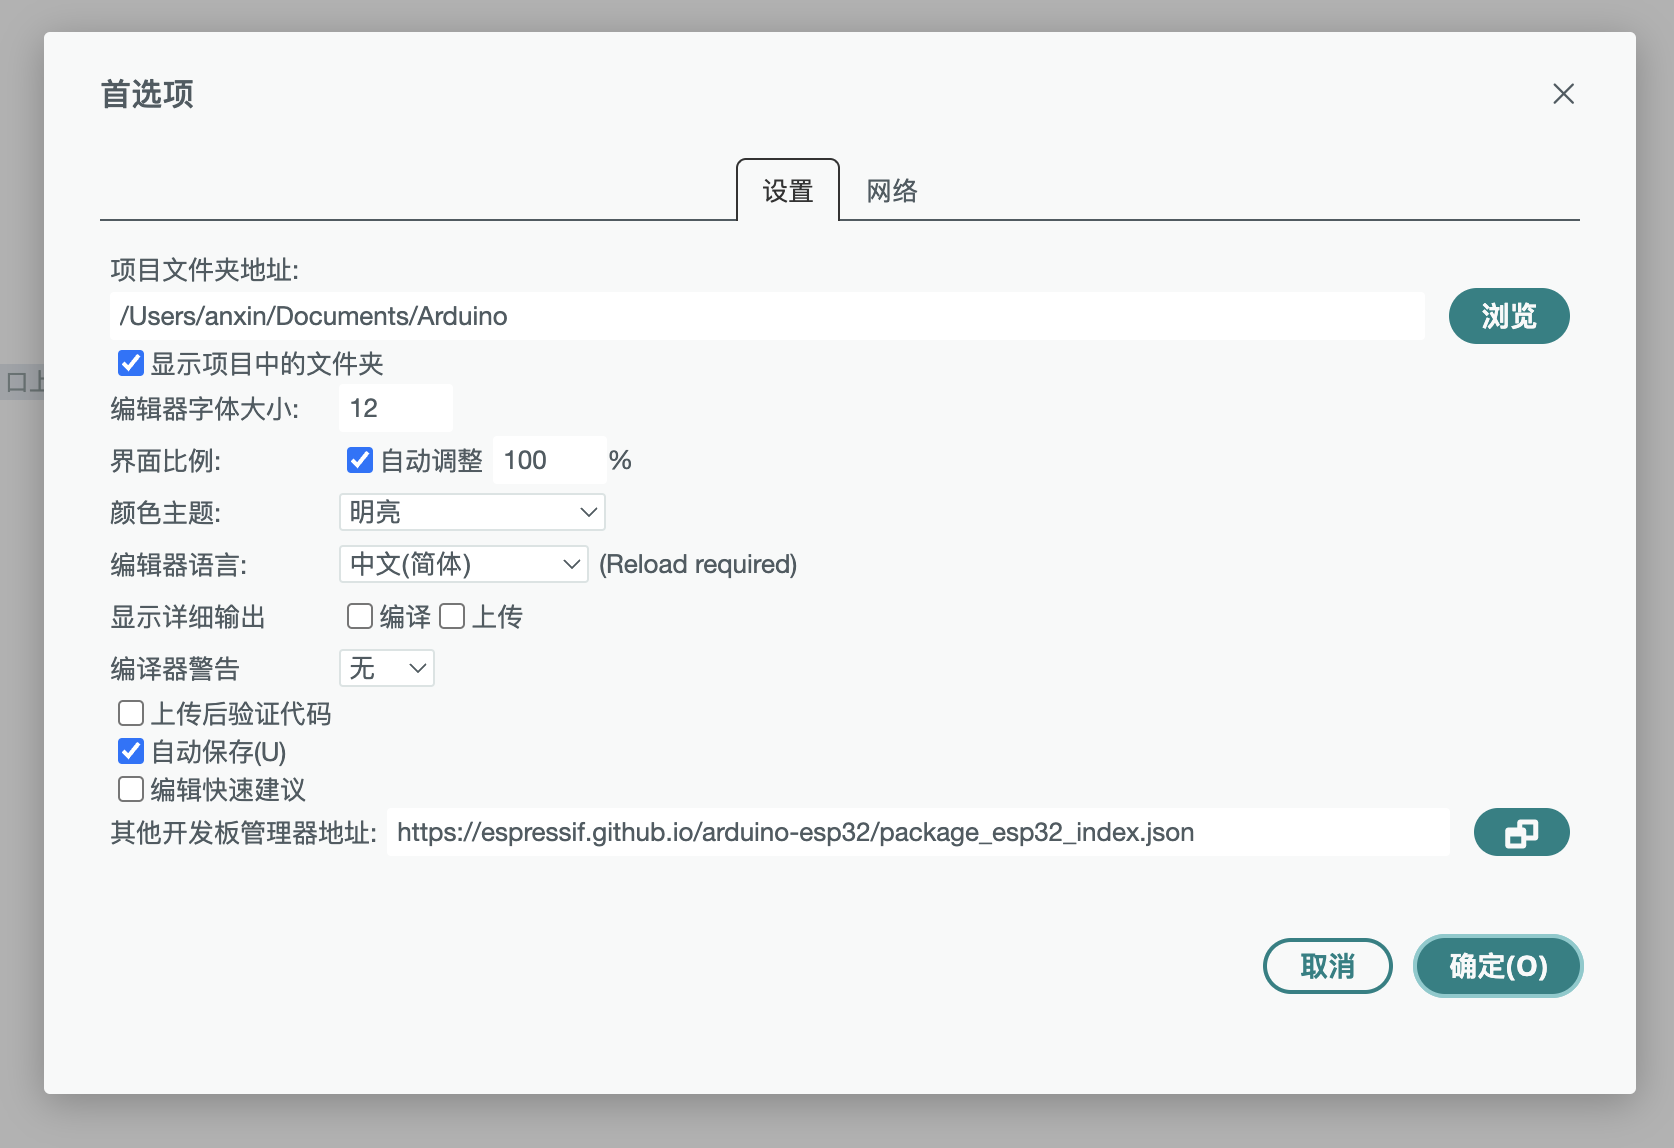 首选项
设置 网络
项目文件夹地址:
/Users/anxin/Documents/Arduino 浏览
显示项目中的文件夹
口上
编辑器字体大小: 12
界面比例: 自动调整 100 %
颜色主题: 明亮
编辑器语言: 中文(简体) (Reload required)
显示详细输出 编译 上传
编译器警告 无
上传后验证代码
自动保存(U)
编辑快速建议
其他开发板管理器地址: https://espressif.github.io/arduino-esp32/package_esp32_index.json
取消 确定(O)